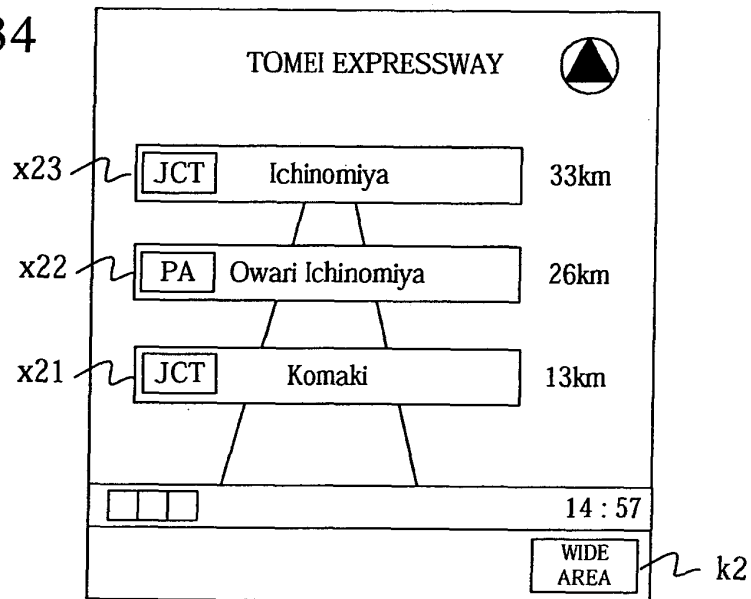 34
TOMEI EXPRESSWAY
x23 JCT Ichinomiya 33km
x22 PA Owari Ichinomiya 26km
x21 JCT Komaki 13km
14 : 57
WIDE
AREA
k2